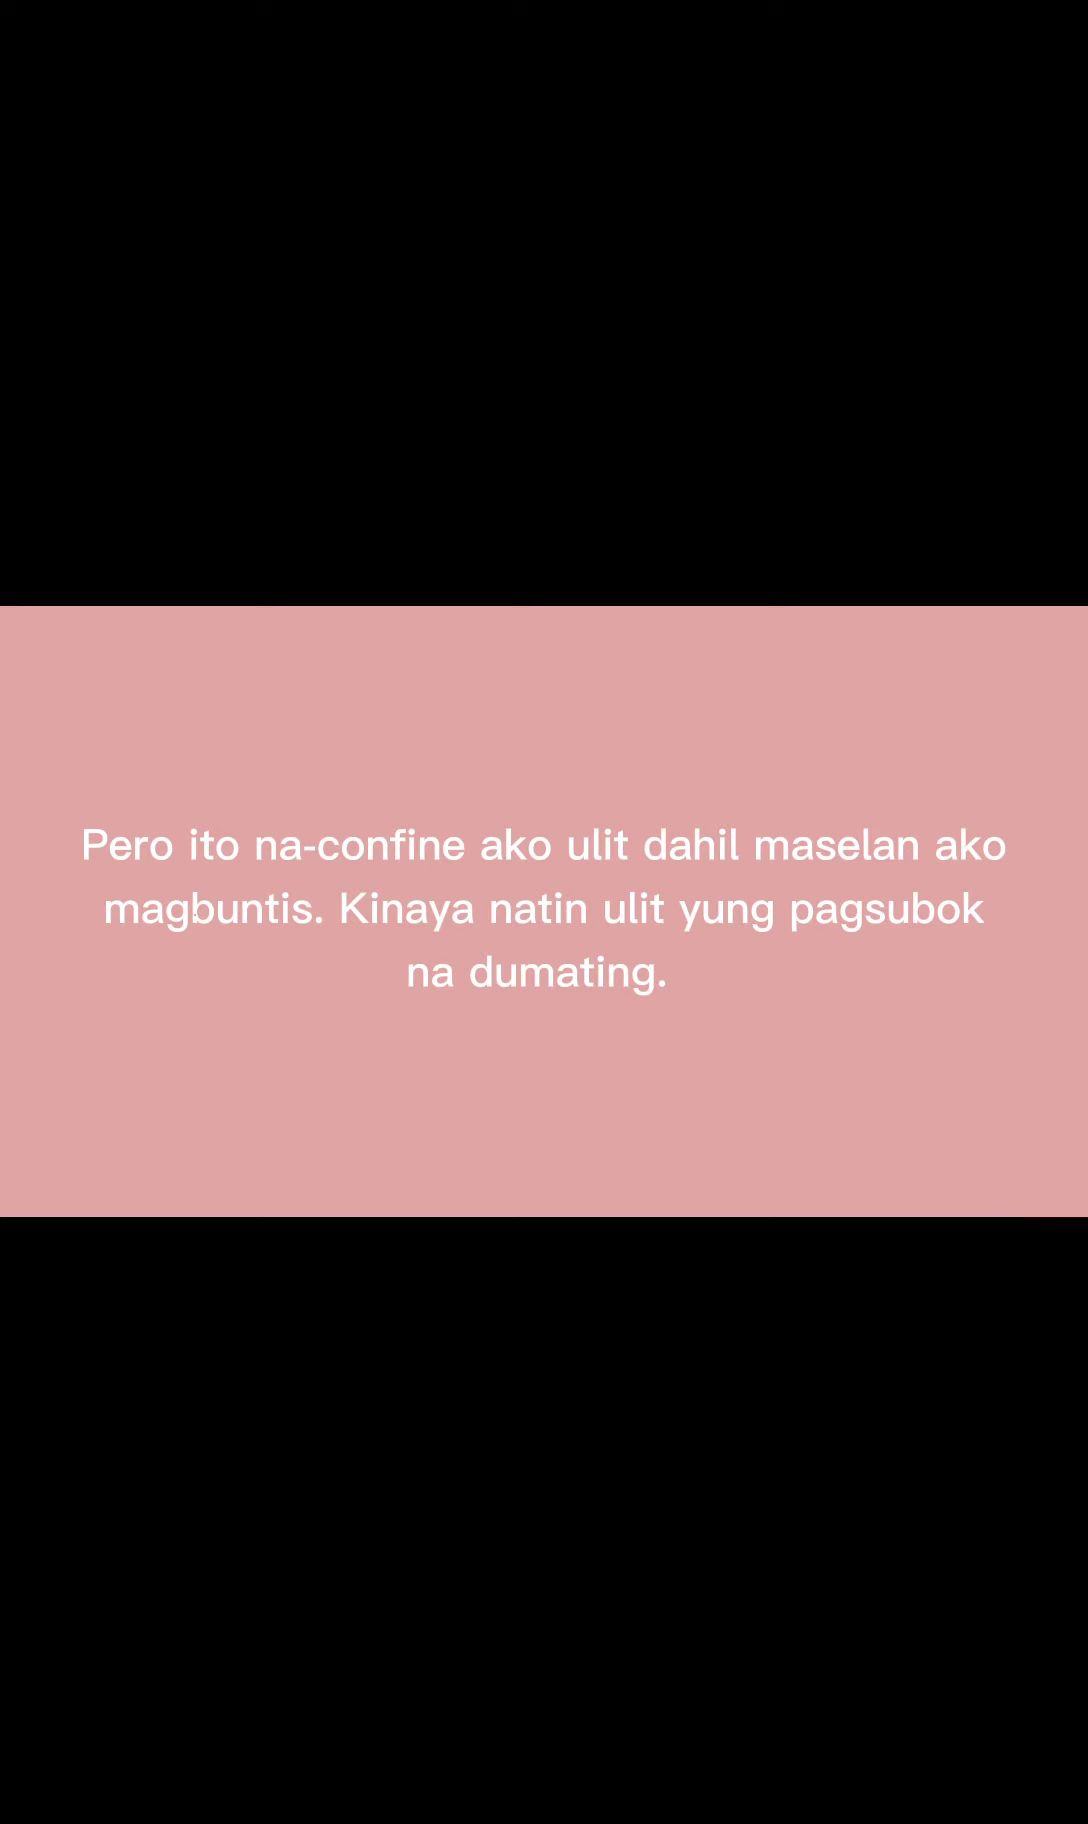 Pero ito na-confine ako ulit dahil maselan ako
magbuntis. Kinaya natin ulit yung pagsubok
na dumating.